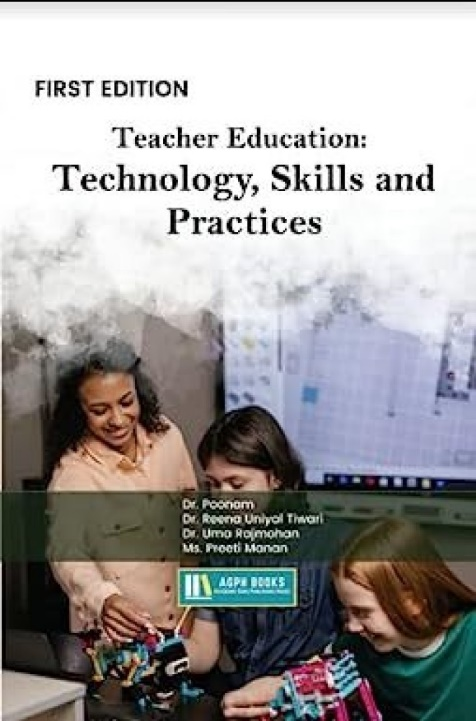 FIRST EDITION
Teacher Education:
Technology, Skills and
Practices
Dr. Poonam
Dr. Reena Uniyal Tiwari
Dr. Uma Rajmohan
Ms. Preeti Manan
AGPH BOOKS